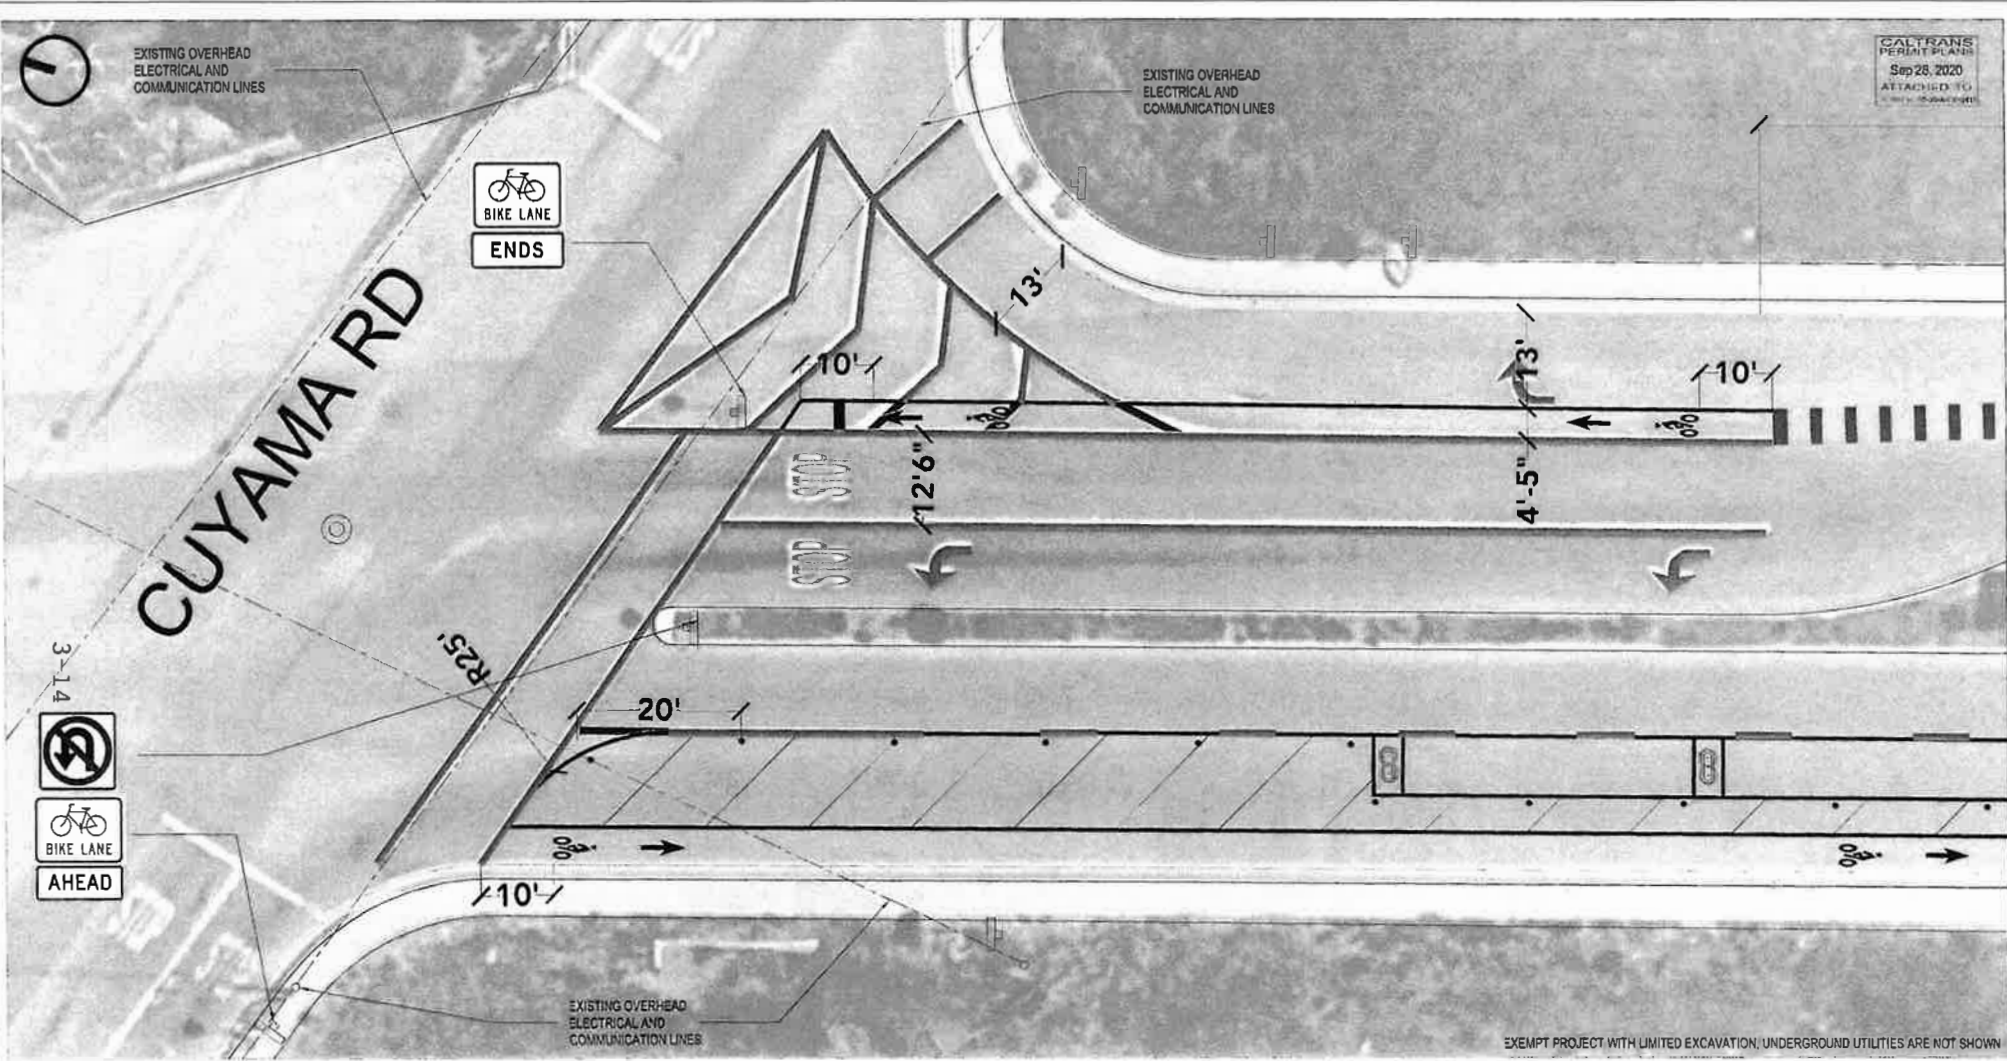 EXISTING OVERHEAD
ELECTRICAL AND
COMMUNICATION LINES
EXISTING OVERHEAD
ELECTRICAL AND
COMMUNICATION LINES
CALTRANS
PERMIT PLANS
Sep 28, 2020
ATTACHED TO
BIKE LANE
ENDS
CUYAMA RD
13'
10'
13'
10'
STOP
12'6"
4'-5"
STOP
3-14
R25'
20'
BIKE LANE
AHEAD
10'
EXISTING OVERHEAD
ELECTRICAL AND
COMMUNICATION LINES
EXEMPT PROJECT WITH LIMITED EXCAVATION, UNDERGROUND UTILITIES ARE NOT SHOWN